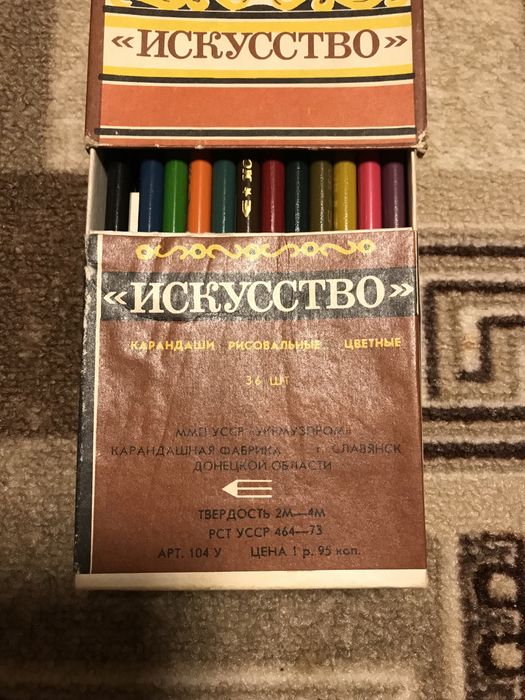 «ИСКУССТВО»
«ИСКУССТВО»
КАРАНДАШИ РИСОВАЛЬНЫЕ ЦВЕТНЫЕ
36 ШТ
ММП УССР «УКРМУЗПРОМ»
КАРАНДАШНАЯ ФАБРИКА г. СЛАВЯНСК
ДОНЕЦКОЙ ОБЛАСТИ
ТВЕРДОСТЬ 2М—4М
РСТ УССР 464—73
АРТ. 104 У ЦЕНА 1 р. 95 коп.